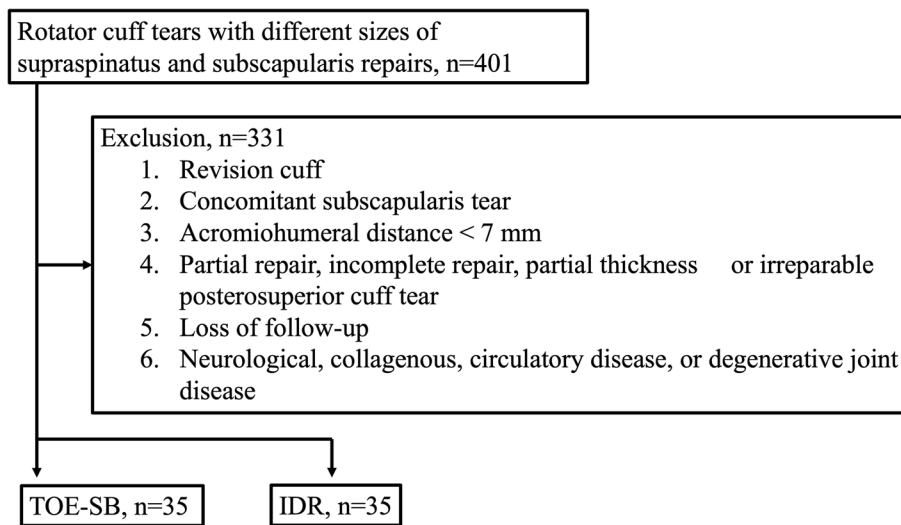 Rotator cuff tears with different sizes of
supraspinatus and subscapularis repairs, n=401
Exclusion, n=331
1. Revision cuff
2. Concomitant subscapularis tear
3. Acromiohumeral distance < 7 mm
4. Partial repair, incomplete repair, partial thickness or irreparable
posterosuperior cuff tear
5. Loss of follow-up
6. Neurological, collagenous, circulatory disease, or degenerative joint
disease
TOE-SB, n=35
IDR, n=35